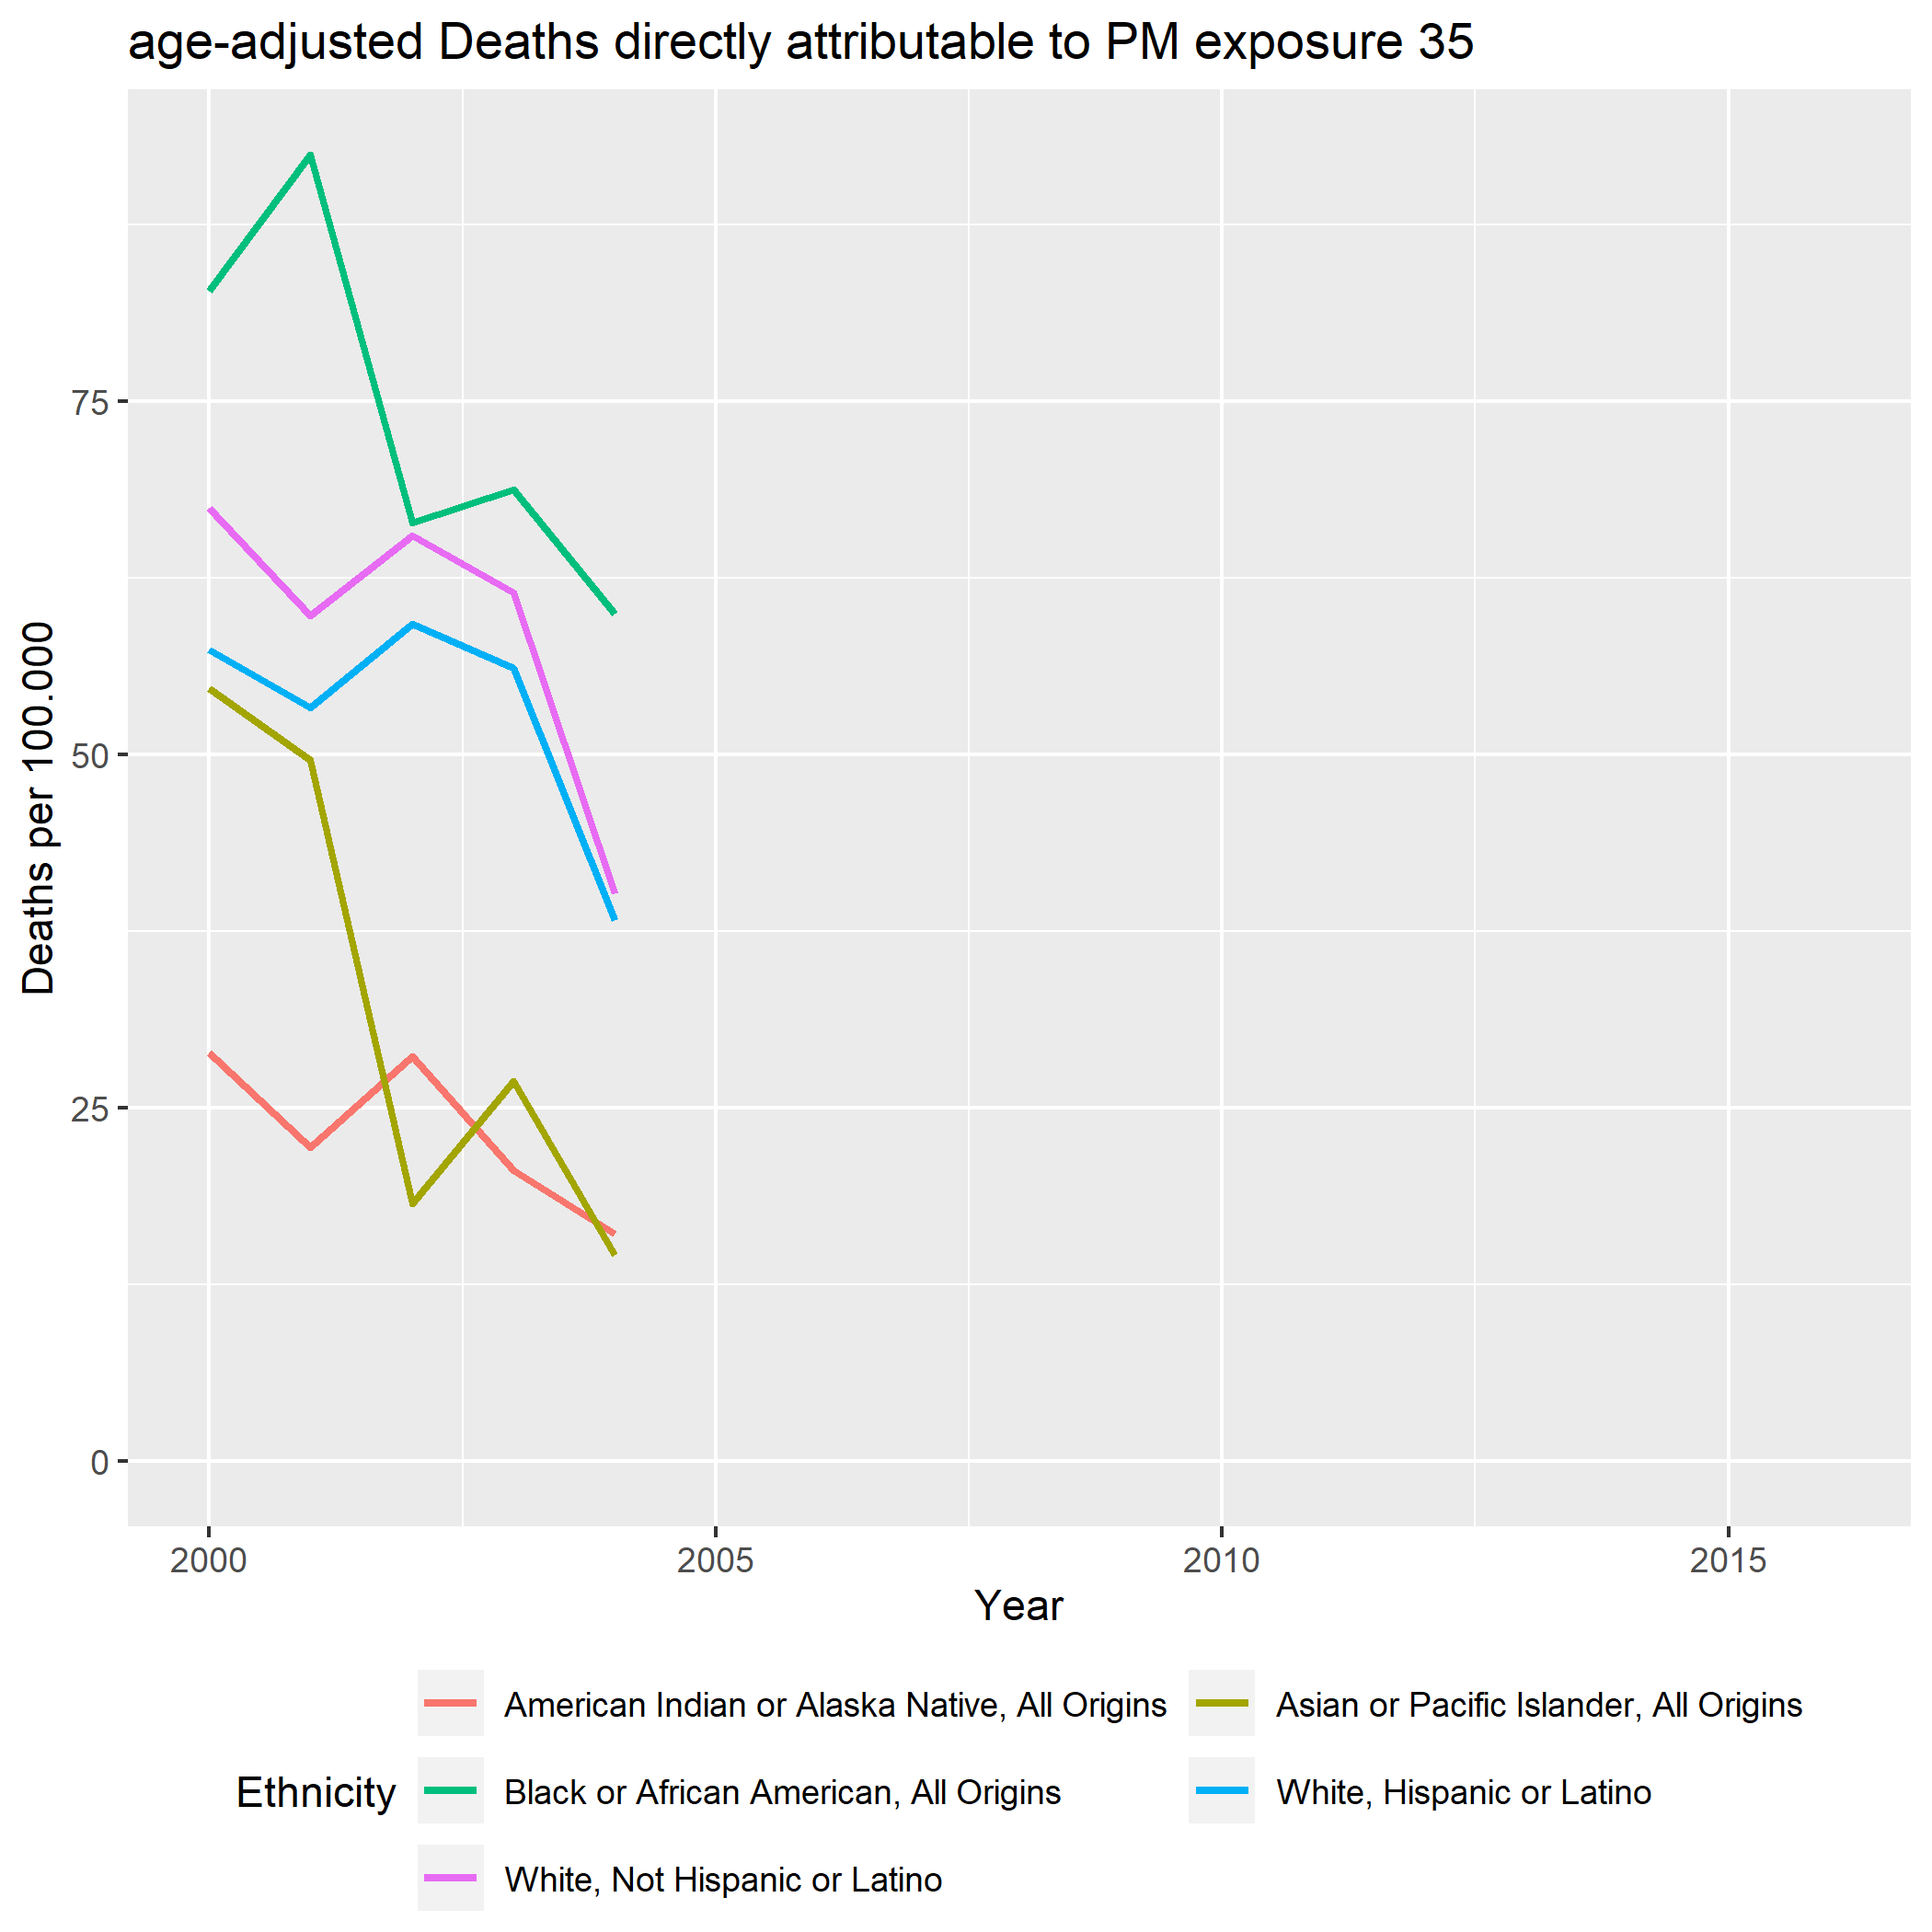 age-adjusted Deaths directly attributable to PM exposure 35
Deaths per 100.000
75
50
25
0
2000 2005 2010 2015
Year
Ethnicity
American Indian or Alaska Native, All Origins
Asian or Pacific Islander, All Origins
Black or African American, All Origins
White, Hispanic or Latino
White, Not Hispanic or Latino